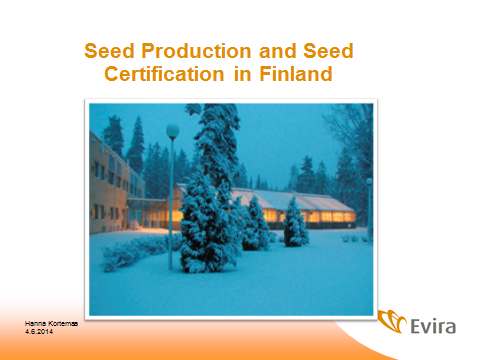 Seed Production and Seed
Certification in Finland
Hanna Kortemaa
4.6.2014
Evira